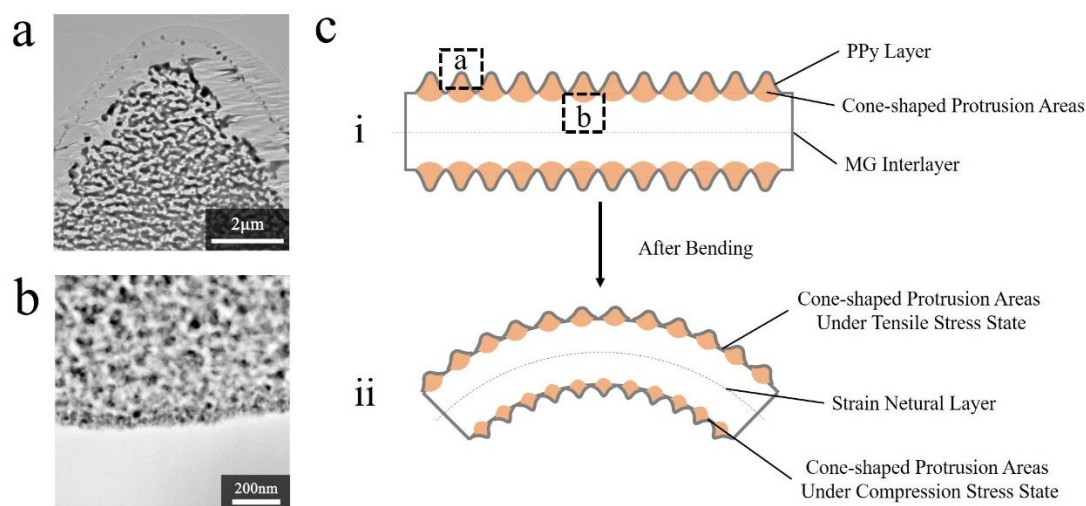 a
2μm
b
200nm
c
i
a
b
PPy Layer
Cone-shaped Protrusion Areas
MG Interlayer
After Bending
ii
Cone-shaped Protrusion Areas
Under Tensile Stress State
Strain Netural Layer
Cone-shaped Protrusion Areas
Under Compression Stress State